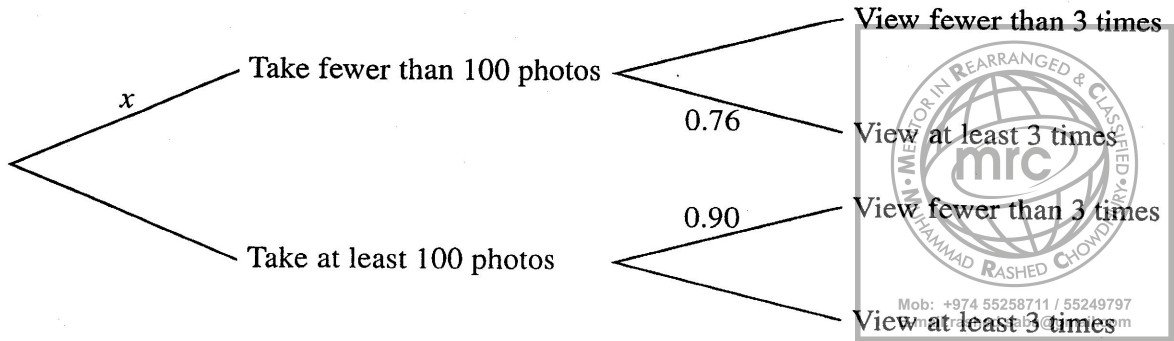 View fewer than 3 times
Take fewer than 100 photos
x
0.76
View at least 3 times
0.90
View fewer than 3 times
Take at least 100 photos
View at least 3 times
MENTOR IN REARRANGED & CLASSIFIED
mrc
MUHAMMAD RASHED CHOWDHURY
Mob: +974 55258711 / 55249797